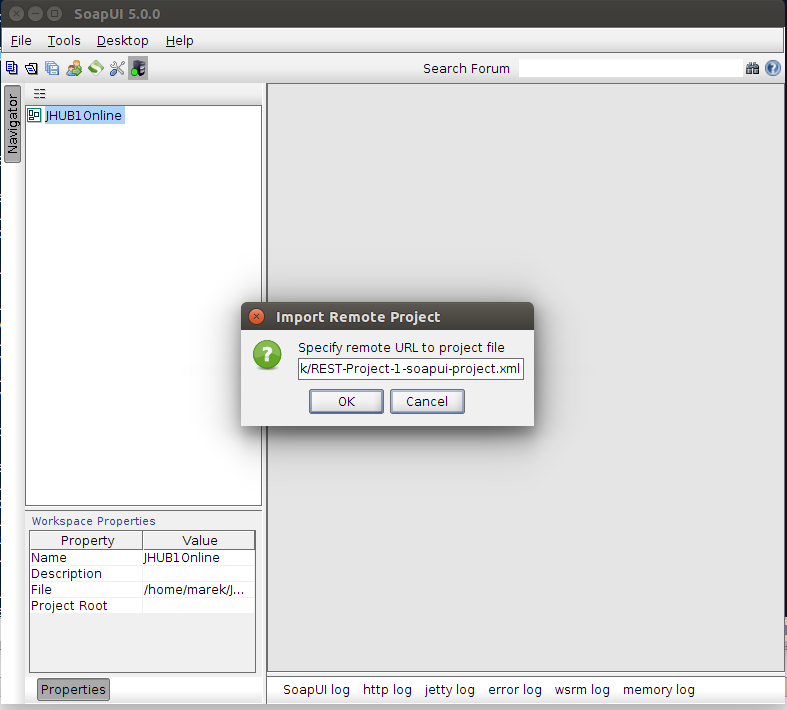 SoapUI 5.0.0
File Tools Desktop Help
Search Forum
Navigator
JHUB1Online
Import Remote Project
Specify remote URL to project file
k/REST-Project-1-soapui-project.xml
OK Cancel
Workspace Properties
Property Value
Name JHUB1Online
Description
File /home/marek/J...
Project Root
Properties
SoapUI log http log jetty log error log wsrm log memory log